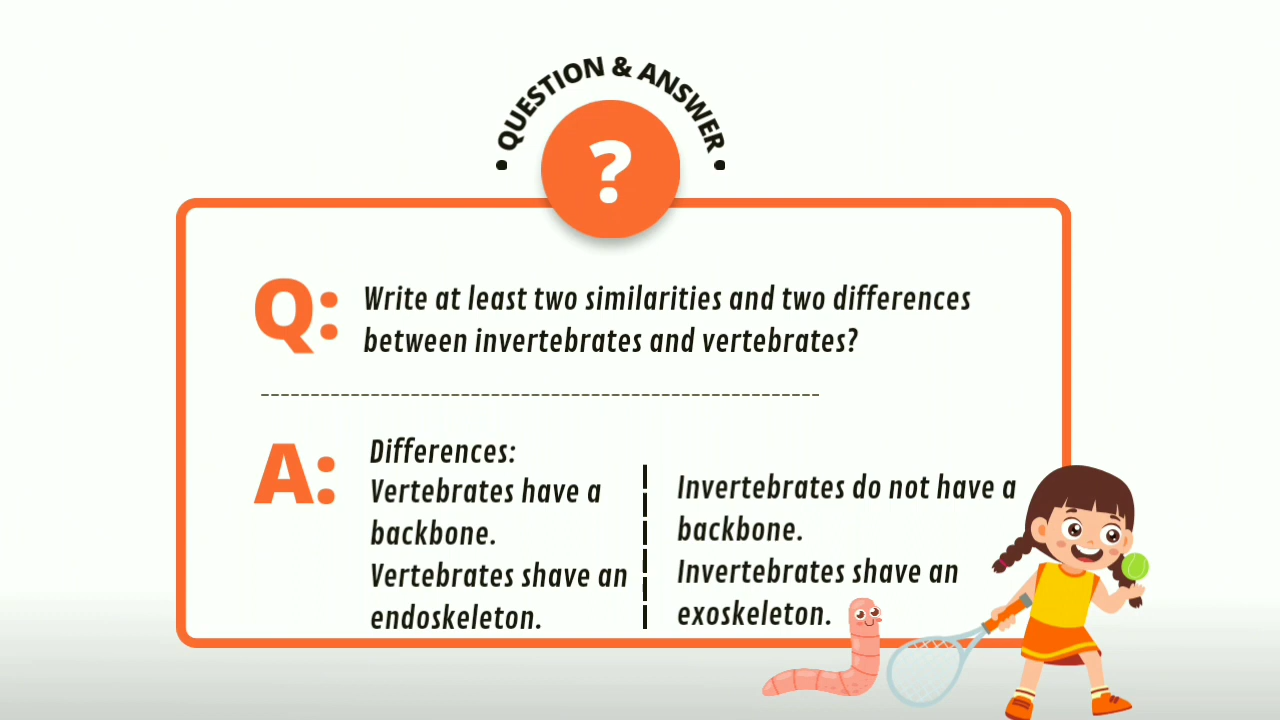 QUESTION & ANSWER
?
Q:
Write at least two similarities and two differences
between invertebrates and vertebrates?
A:
Differences:
Vertebrates have a
backbone.
Vertebrates shave an
endoskeleton.
Invertebrates do not have a
backbone.
Invertebrates shave an
exoskeleton.